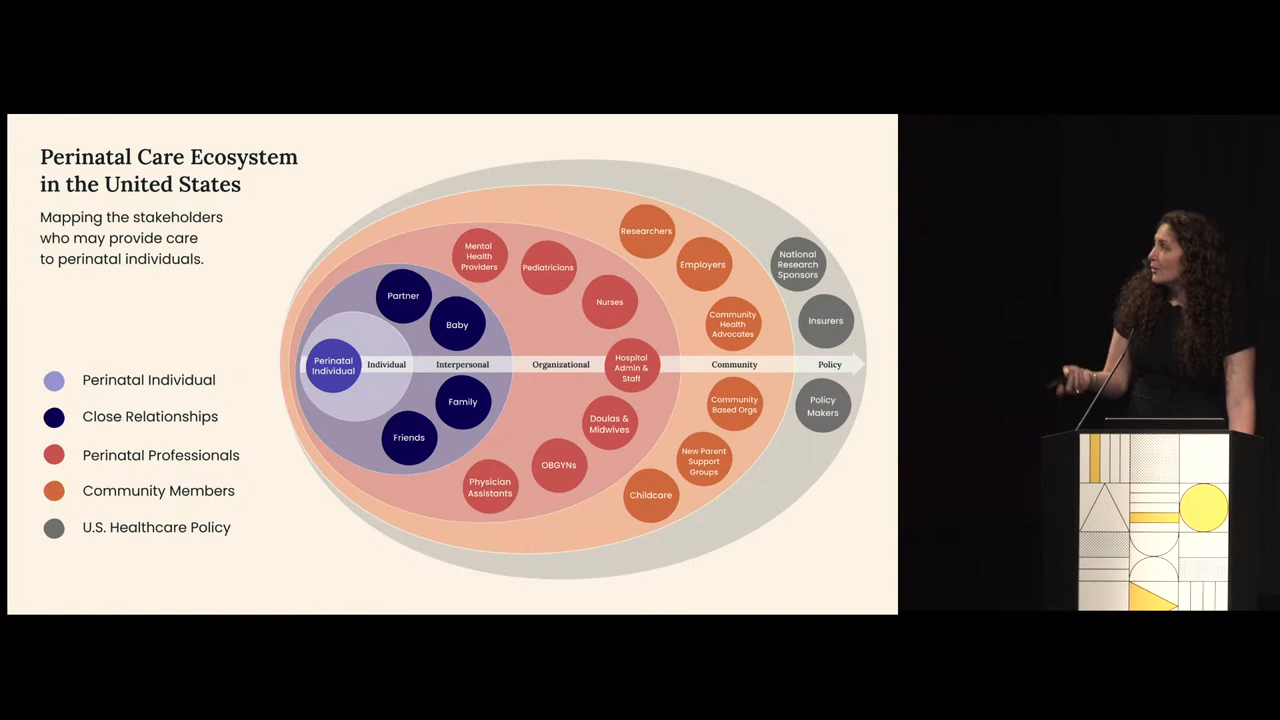 Perinatal Care Ecosystem
in the United States
Mapping the stakeholders
who may provide care
to perinatal individuals.
Perinatal Individual
Close Relationships
Perinatal Professionals
Community Members
U.S. Healthcare Policy
Perinatal
Individual
Individual
Interpersonal
Organizational
Community
Policy
Partner
Baby
Family
Friends
Mental
Health
Providers
Pediatricians
Nurses
Hospital
Admin &
Staff
Doulas &
Midwives
OBGYNs
Physician
Assistants
Researchers
Employers
Community
Health
Advocates
Community
Based Orgs
New Parent
Support
Groups
Childcare
National
Research
Sponsors
Insurers
Policy
Makers